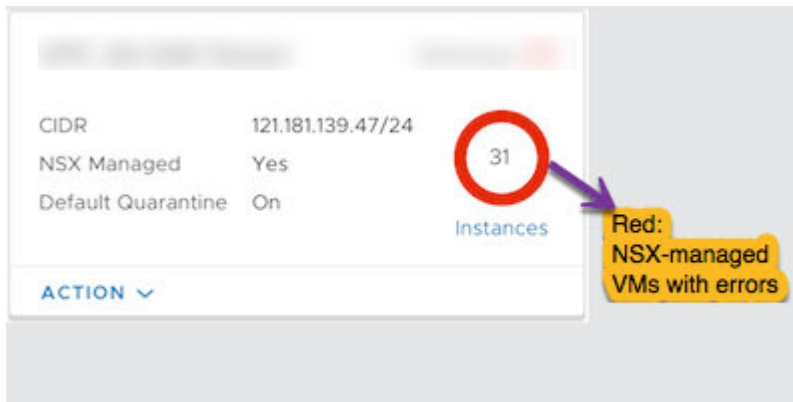 CIDR 121.181.139.47/24
NSX Managed Yes
Default Quarantine On
31
Instances
ACTION
Red:
NSX-managed
VMs with errors